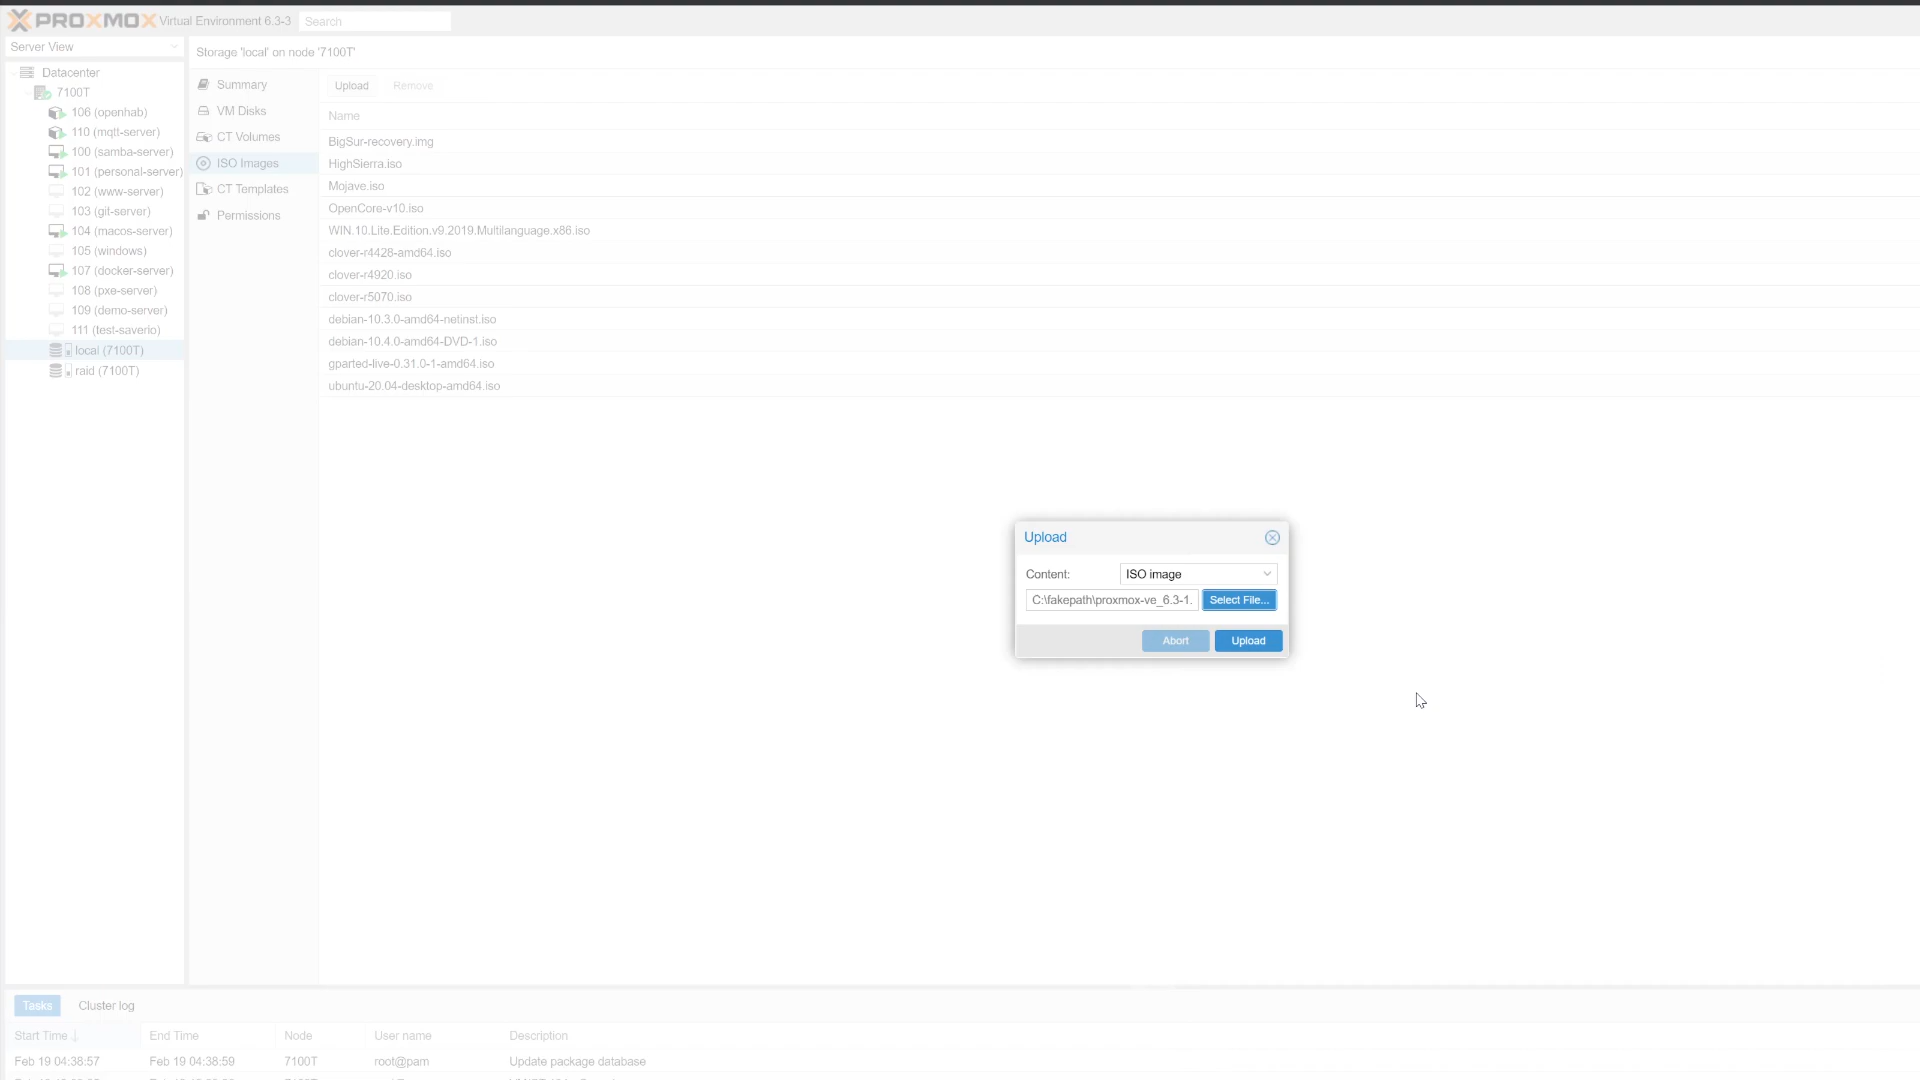 PROXMOX Virtual Environment 6.3-3 Search
Server View
Storage 'local' on node '7100T'
Datacenter
7100T
106 (openhab)
110 (mqtt-server)
100 (samba-server)
101 (personal-server)
102 (www-server)
103 (git-server)
104 (macos-server)
105 (windows)
107 (docker-server)
108 (pxe-server)
109 (demo-server)
111 (test-saverio)
local (7100T)
raid (7100T)
Summary
VM Disks
CT Volumes
ISO Images
CT Templates
Permissions
Upload Remove
Name
BigSur-recovery.img
HighSierra.iso
Mojave.iso
OpenCore-v10.iso
WIN.10.Lite.Edition.v9.2019.Multilanguage.x86.iso
clover-r4428-amd64.iso
clover-r4920.iso
clover-r5070.iso
debian-10.3.0-amd64-netinst.iso
debian-10.4.0-amd64-DVD-1.iso
gparted-live-0.31.0-1-amd64.iso
ubuntu-20.04-desktop-amd64.iso
Upload
Content: ISO image
C:\fakepath\proxmox-ve_6.3-1. Select File...
Abort Upload
Tasks Cluster log
Start Time End Time Node User name Description
Feb 19 04:38:57 Feb 19 04:38:59 7100T root@pam Update package database